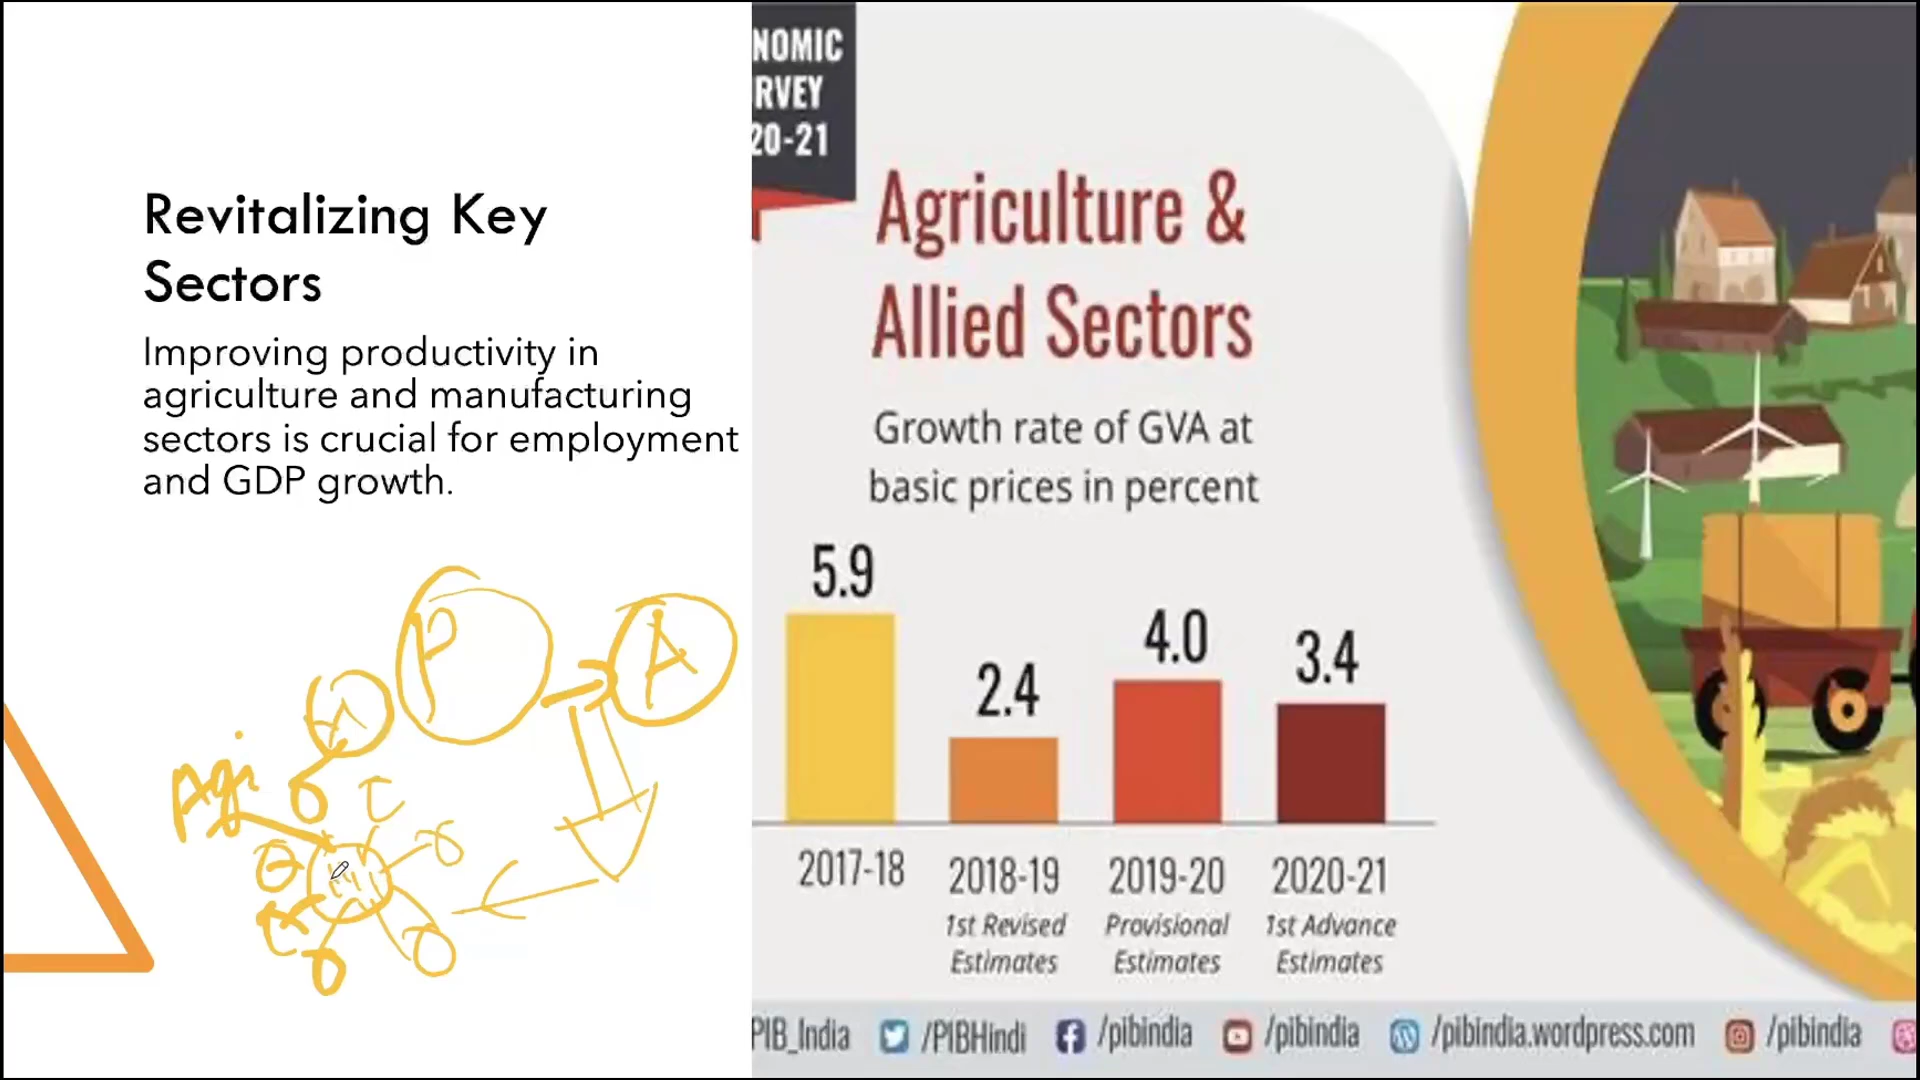 Revitalizing Key
Sectors
Improving productivity in
agriculture and manufacturing
sectors is crucial for employment
and GDP growth.
P
A
Agri
NOMIC
RVEY
20-21
Agriculture &
Allied Sectors
Growth rate of GVA at
basic prices in percent
5.9
2.4
4.0
3.4
2017-18
2018-19
1st Revised
Estimates
2019-20
Provisional
Estimates
2020-21
1st Advance
Estimates
PIB_India /PIBHindi /pibindia /pibindia /pibindia.wordpress.com /pibindia